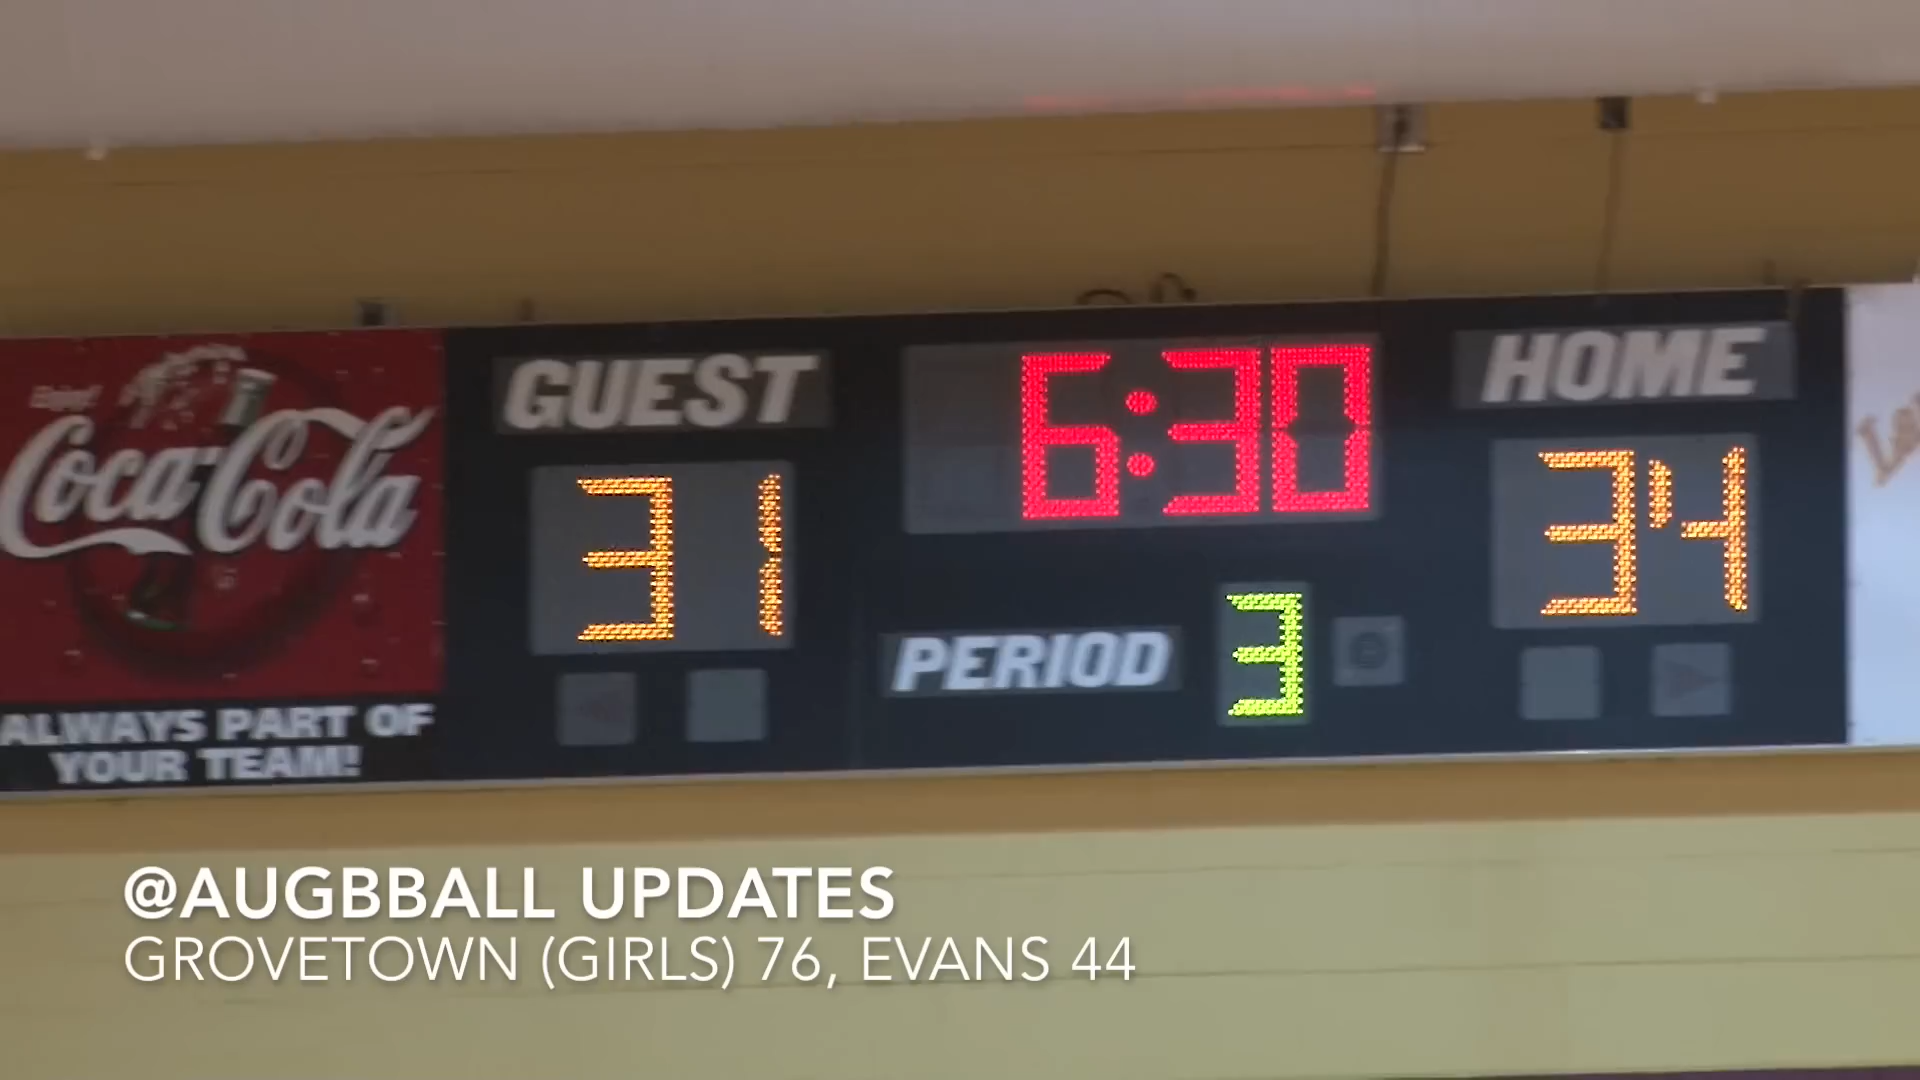 Enjoy!
Coca-Cola
ALWAYS PART OF
YOUR TEAM!
GUEST
6:30
HOME
31
34
PERIOD
3
@AUGBBALL UPDATES
GROVETOWN (GIRLS) 76, EVANS 44